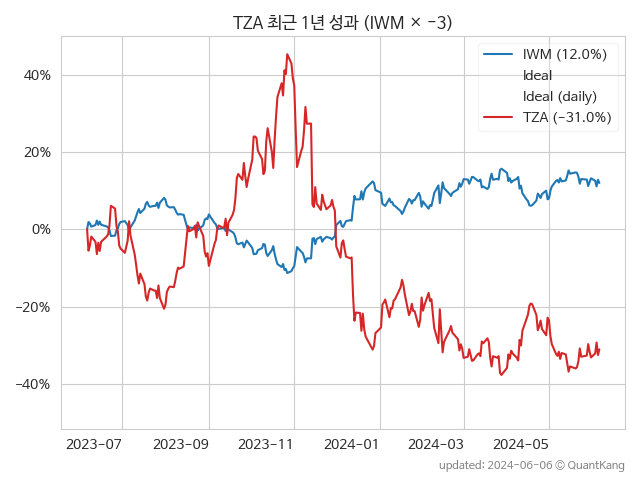 TZA 최근 1년 성과 (IWM × −3)
IWM (12.0%)
Ideal
Ideal (daily)
TZA (−31.0%)
40%
20%
0%
−20%
−40%
2023-07 2023-09 2023-11 2024-01 2024-03 2024-05
updated: 2024-06-06 © QuantKang